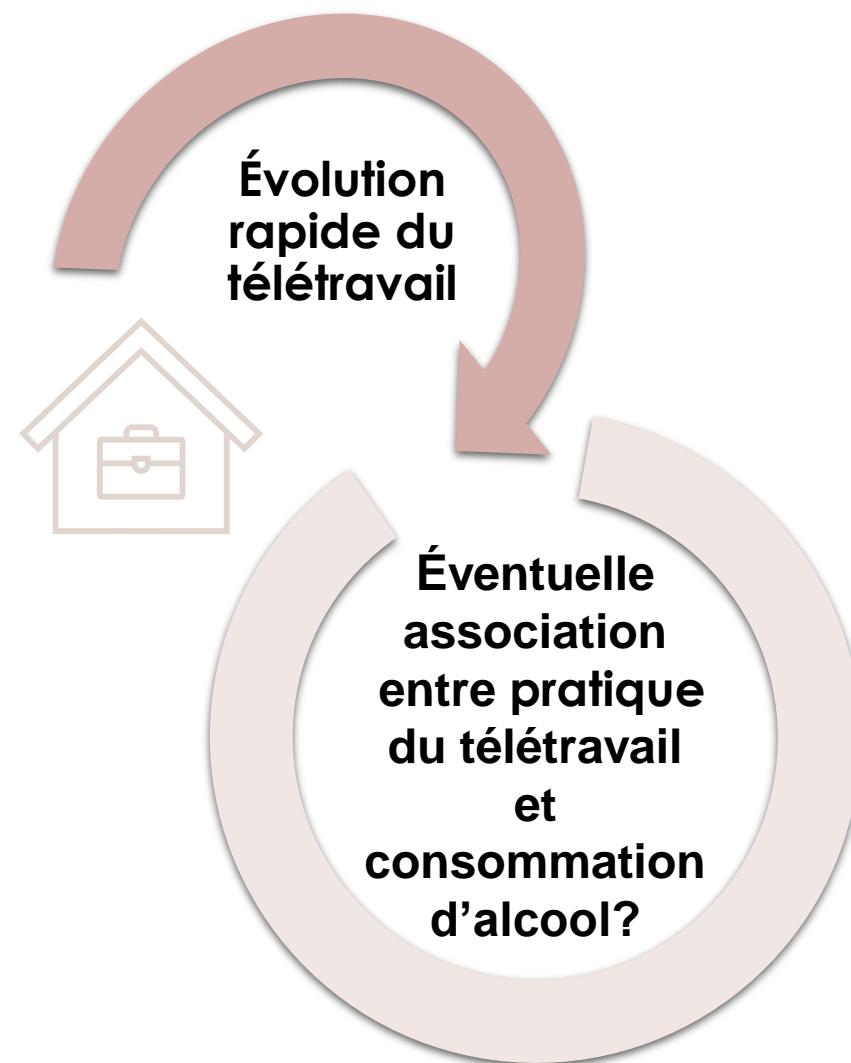 Évolution
rapide du
télétravail
Éventuelle
association
entre pratique
du télétravail
et
consommation
d’alcool?